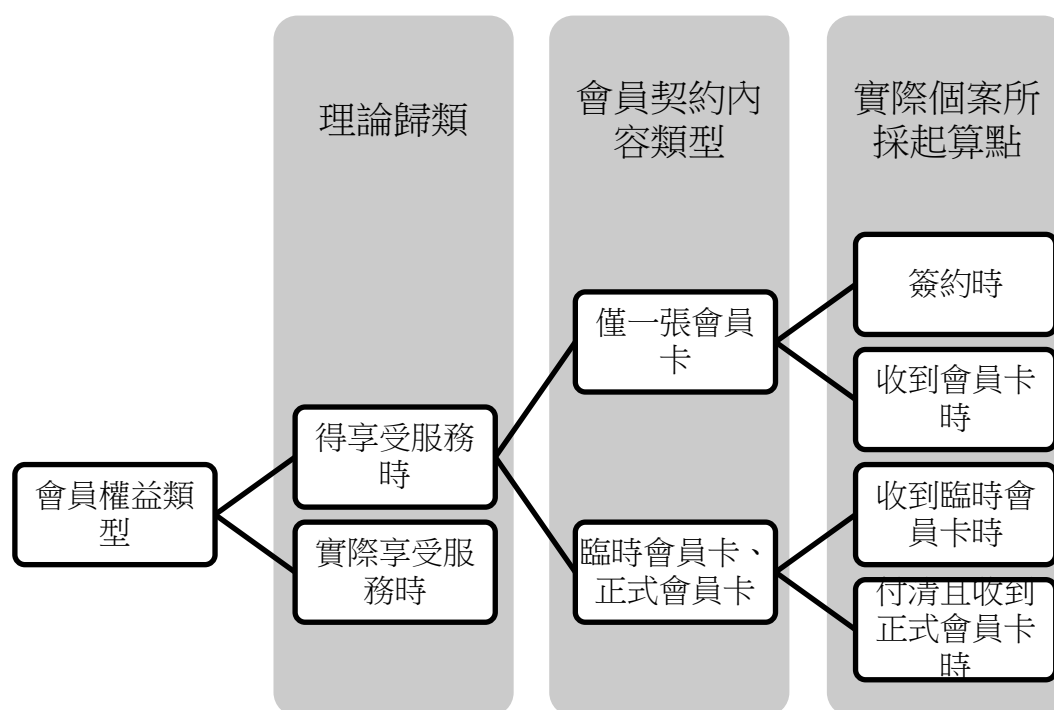 理論歸類
會員契約內
容類型
實際個案所
採起算點
會員權益類
型
得享受服務
時
實際享受服
務時
僅一張會員
卡
臨時會員卡、
正式會員卡
簽約時
收到會員卡
時
收到臨時會
員卡時
付清且收到
正式會員卡
時